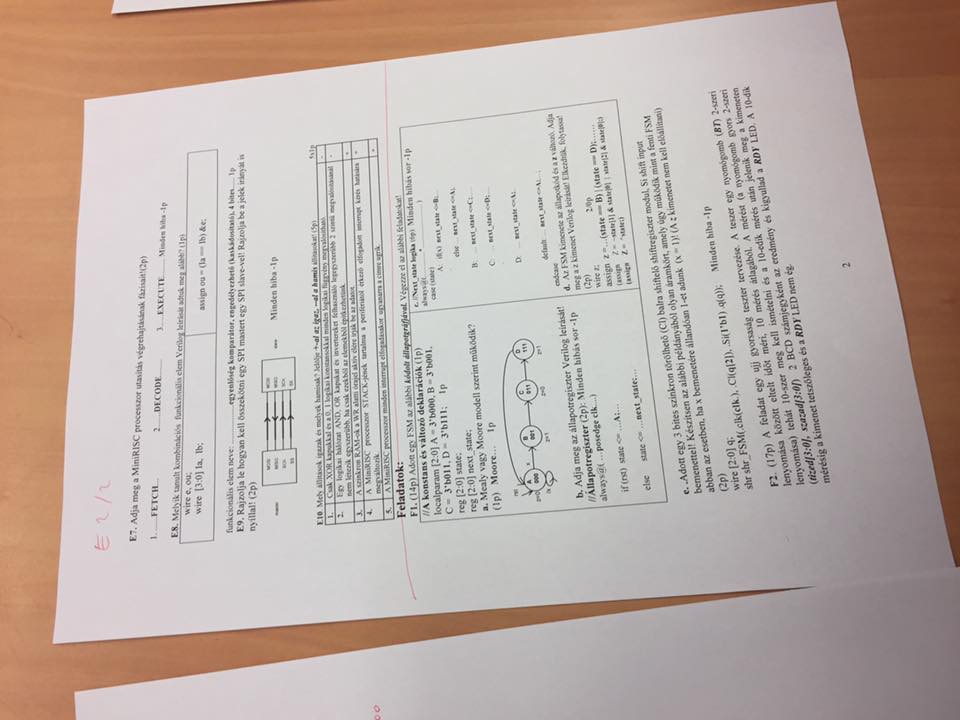 E 2/2
E7. Adja meg a MiniRISC processzor utasítás végrehajtásának fázisait!(2p)
1. ......FETCH... 2......DECODE......... 3......EXECUTE......... Minden hiba -1p
E8. Melyik tanult kombinációs funkcionális elem Verilog leírását adtuk meg alább? (1p)
wire e, ou;
wire [3:0] Ia, Ib;
assign ou = (Ia == Ib) &e;
funkcionális elem neve: .....................egyenlőség komparátor, engedélyezhető (kaskádosító), 4 bites..... 1p
E9. Rajzolja le hogyan kell összekötni egy SPI mastert egy SPI slave-vel! Rajzolja be a jelek irányát is
nyíllal! (2p)
master MOSI MISO SCK SS MOSI MISO SCK SS slave Minden hiba -1p
E10. Mely állítások igazak és melyek hamisak? Jelölje +-al az igaz, --al a hamis állításokat! (5p) 5x1p
1. Csak XOR kapukkal és a 0, 1 logikai konstansokkal minden logikai függvény megvalósítható. -
2. Egy logikai hálózat AND, OR kapukat és invertereket felhasználó legegyszerűbb 2 szintű megvalósításánál
nem létezik egyszerűbb, ha csak ezekből az elemekből építkezhetünk. -
3. A szinkron RAM-ok a WR alatti órajel aktív élére írják be az adatot. +
4. A MiniRISC processzor STACK-jének tartalma a perifériától érkező elfogadott interrupt kérés hatására
megváltozik. +
5. A MiniRISC processzor minden interrupt elfogadásakor ugyanarra a címre ugrik. +
Feladatok:
F1. (14p) Adott egy FSM az alábbi kódolt állapotgráfjával. Végezze el az alábbi feladatokat!
//A konstans és változó deklarációk (1p)
localparam [2:0] A = 3'b000, B = 3'b001,
C = 3'b011, D = 3'b111; 1p
reg [2:0] state;
reg [2:0] next_state;
a. Mealy vagy Moore modell szerint működik?
(1p) Moore... 1p
rst
A 000 x B 001 C 011 D 111
z=0 z=1 z=0 z=1
/x
b. Adja meg az állapotregiszter Verilog leírását!
//Állapotregiszter (2p): Minden hibás sor -1p
always@( ...posedge clk....)
if (rst) state <= ...A;...
else state <= ...next_state;...
c. //Next_state logika (6p) Minden hibás sor -1p
always@(...............*...............)
case (state)
A: if(x) next_state <=B;...
else ... next_state <=A;.
B: ... next_state <=C;....
C: ... next_state <=D;....
D: ... next_state <=A;.
default: ... next_state <=A;...
endcase
d. Az FSM kimenete az állapotkód és a z változó. Adja
meg a z kimenet Verilog leírását! Elkezdtük, folytassa!
(2p) 2/0p
wire z;
assign z =...(state == B) | (state == D);......
(assign Z = ~state[1] & state[0] | state[2] & state[0];)
(assign Z = ^state;)
e. .Adott egy 3 bites szinkron törölhető (Cl) balra shiftelő shiftregiszter modul, Si shift input
bemenettel! Készítsen az alábbi példányából olyan áramkört, amely úgy működik mint a fenti FSM
abban az esetben, ha x bemenetére állandóan 1-et adunk (x = 1)! (A z kimenetet nem kell előállítani)
(2p)
wire [2:0] q;
shr shr_FSM(.clk(clk.), .Cl(q[2]), .Si(1'b1) .q(q)); Minden hiba -1p
F2. (17p) A feladat egy ujj gyorsaság teszter tervezése. A teszer egy nyomógomb (BT) 2-szeri
lenyomása között eltelt időt méri, 10 mérés átlagából. A mérést (a nyomógomb gyors 2-szeri
lenyomása) tehát 10-szer meg kell ismételni és a 10-edik mérés után jelenik meg a kimeneten
(tized[3:0], szazad[3:0]) 2 BCD számjegyként az eredmény és kigyullad a RDY LED. A 10-dik
mérésig a kimenet tetszőleges és a RDY LED nem ég.
2